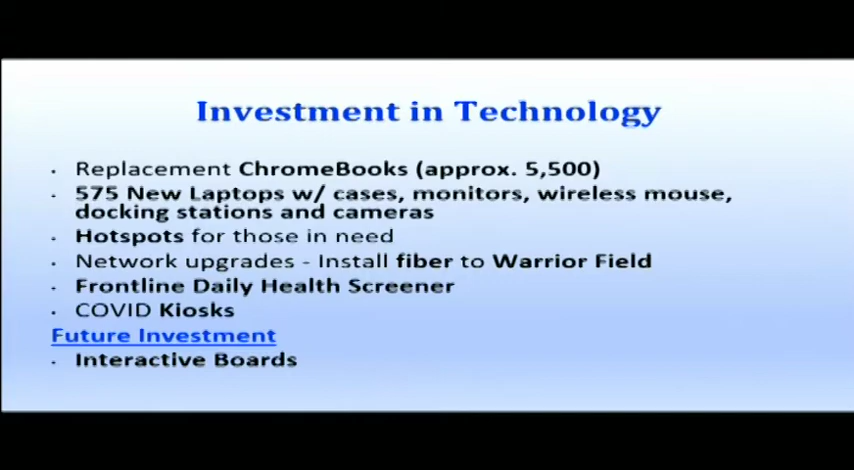 Investment in Technology
· Replacement ChromeBooks (approx. 5,500)
· 575 New Laptops w/ cases, monitors, wireless mouse,
docking stations and cameras
· Hotspots for those in need
· Network upgrades - Install fiber to Warrior Field
· Frontline Daily Health Screener
· COVID Kiosks
Future Investment
· Interactive Boards